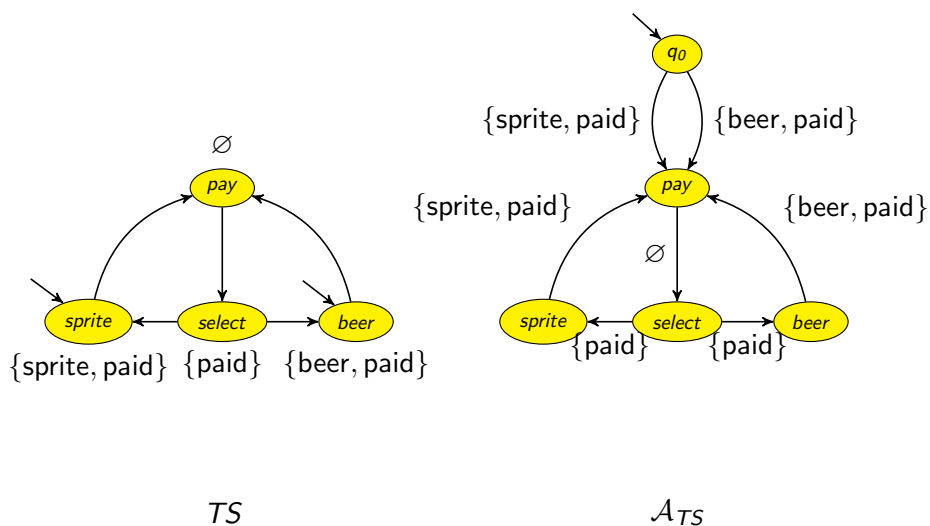 ∅
pay
sprite
select
beer
{sprite, paid}
{paid}
{beer, paid}
TS
q0
{sprite, paid}
{beer, paid}
pay
{sprite, paid}
{beer, paid}
∅
sprite
select
beer
{paid}
{paid}
𝒜TS